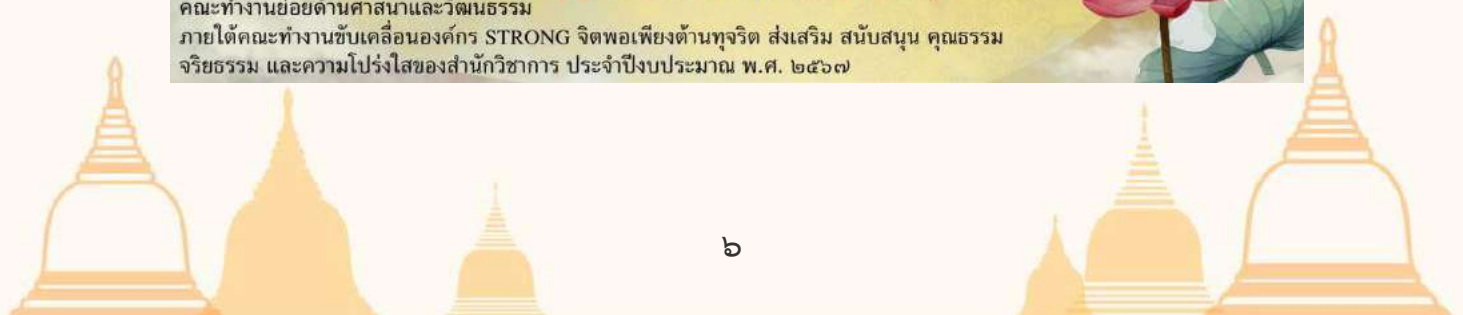 คณะทำงานย่อยด้านศาสนาและวัฒนธรรม
ภายใต้คณะทำงานขับเคลื่อนองค์กร STRONG จิตพอเพียงต้านทุจริต ส่งเสริม สนับสนุน คุณธรรม
จริยธรรม และความโปร่งใสของสำนักวิชาการ ประจำปีงบประมาณ พ.ศ. ๒๕๖๗
๖